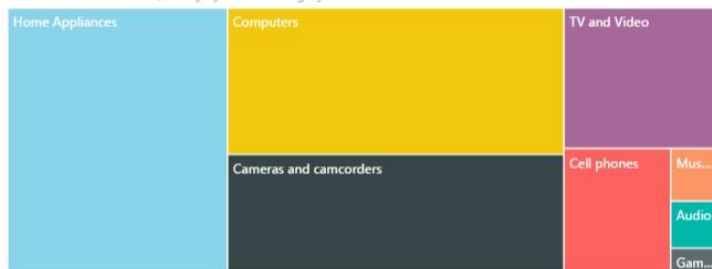 Home Appliances
Computers
TV and Video
Cameras and camcorders
Cell phones
Mus...
Audio
Gam...